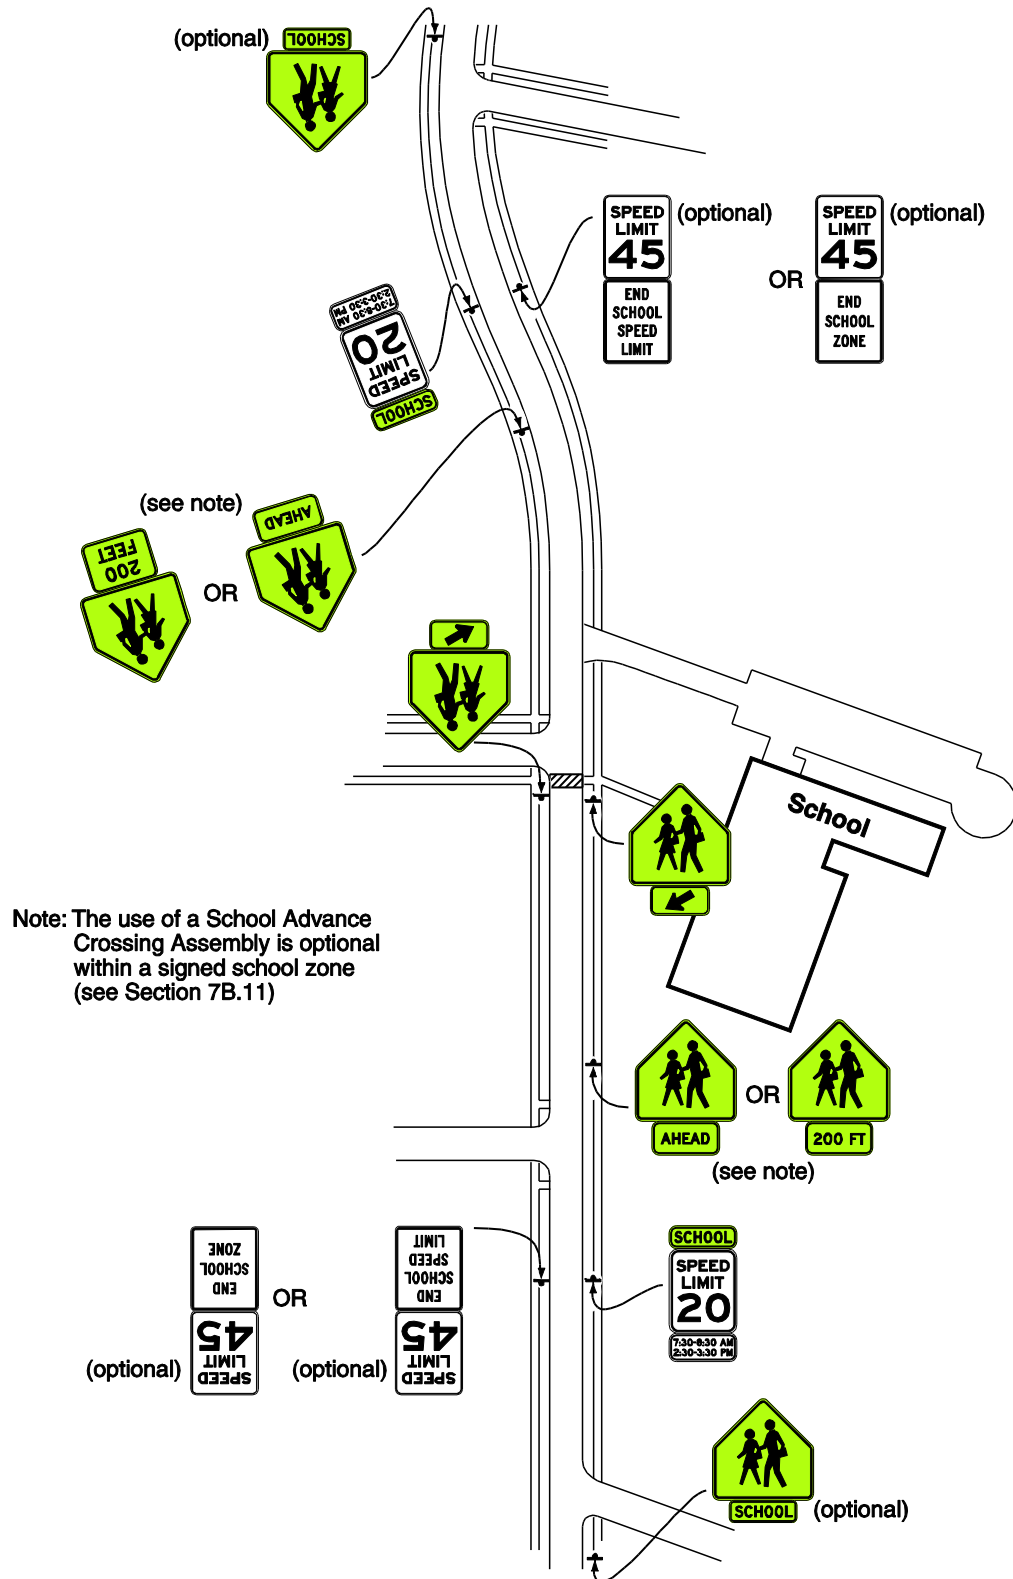 (optional)
SCHOOL
SPEED
LIMIT
45
(optional)
END
SCHOOL
SPEED
LIMIT
OR
SPEED
LIMIT
45
(optional)
END
SCHOOL
ZONE
SCHOOL
SPEED
LIMIT
20
7:30-8:30 AM
2:30-3:30 PM
(see note)
200
FEET
OR
AHEAD
School
Note: The use of a School Advance
Crossing Assembly is optional
within a signed school zone
(see Section 7B.11)
AHEAD
OR
200 FT
(see note)
SPEED
LIMIT
45
END
SCHOOL
ZONE
(optional)
OR
SPEED
LIMIT
45
END
SCHOOL
SPEED
LIMIT
(optional)
SCHOOL
SPEED
LIMIT
20
7:30-8:30 AM
2:30-3:30 PM
SCHOOL
(optional)